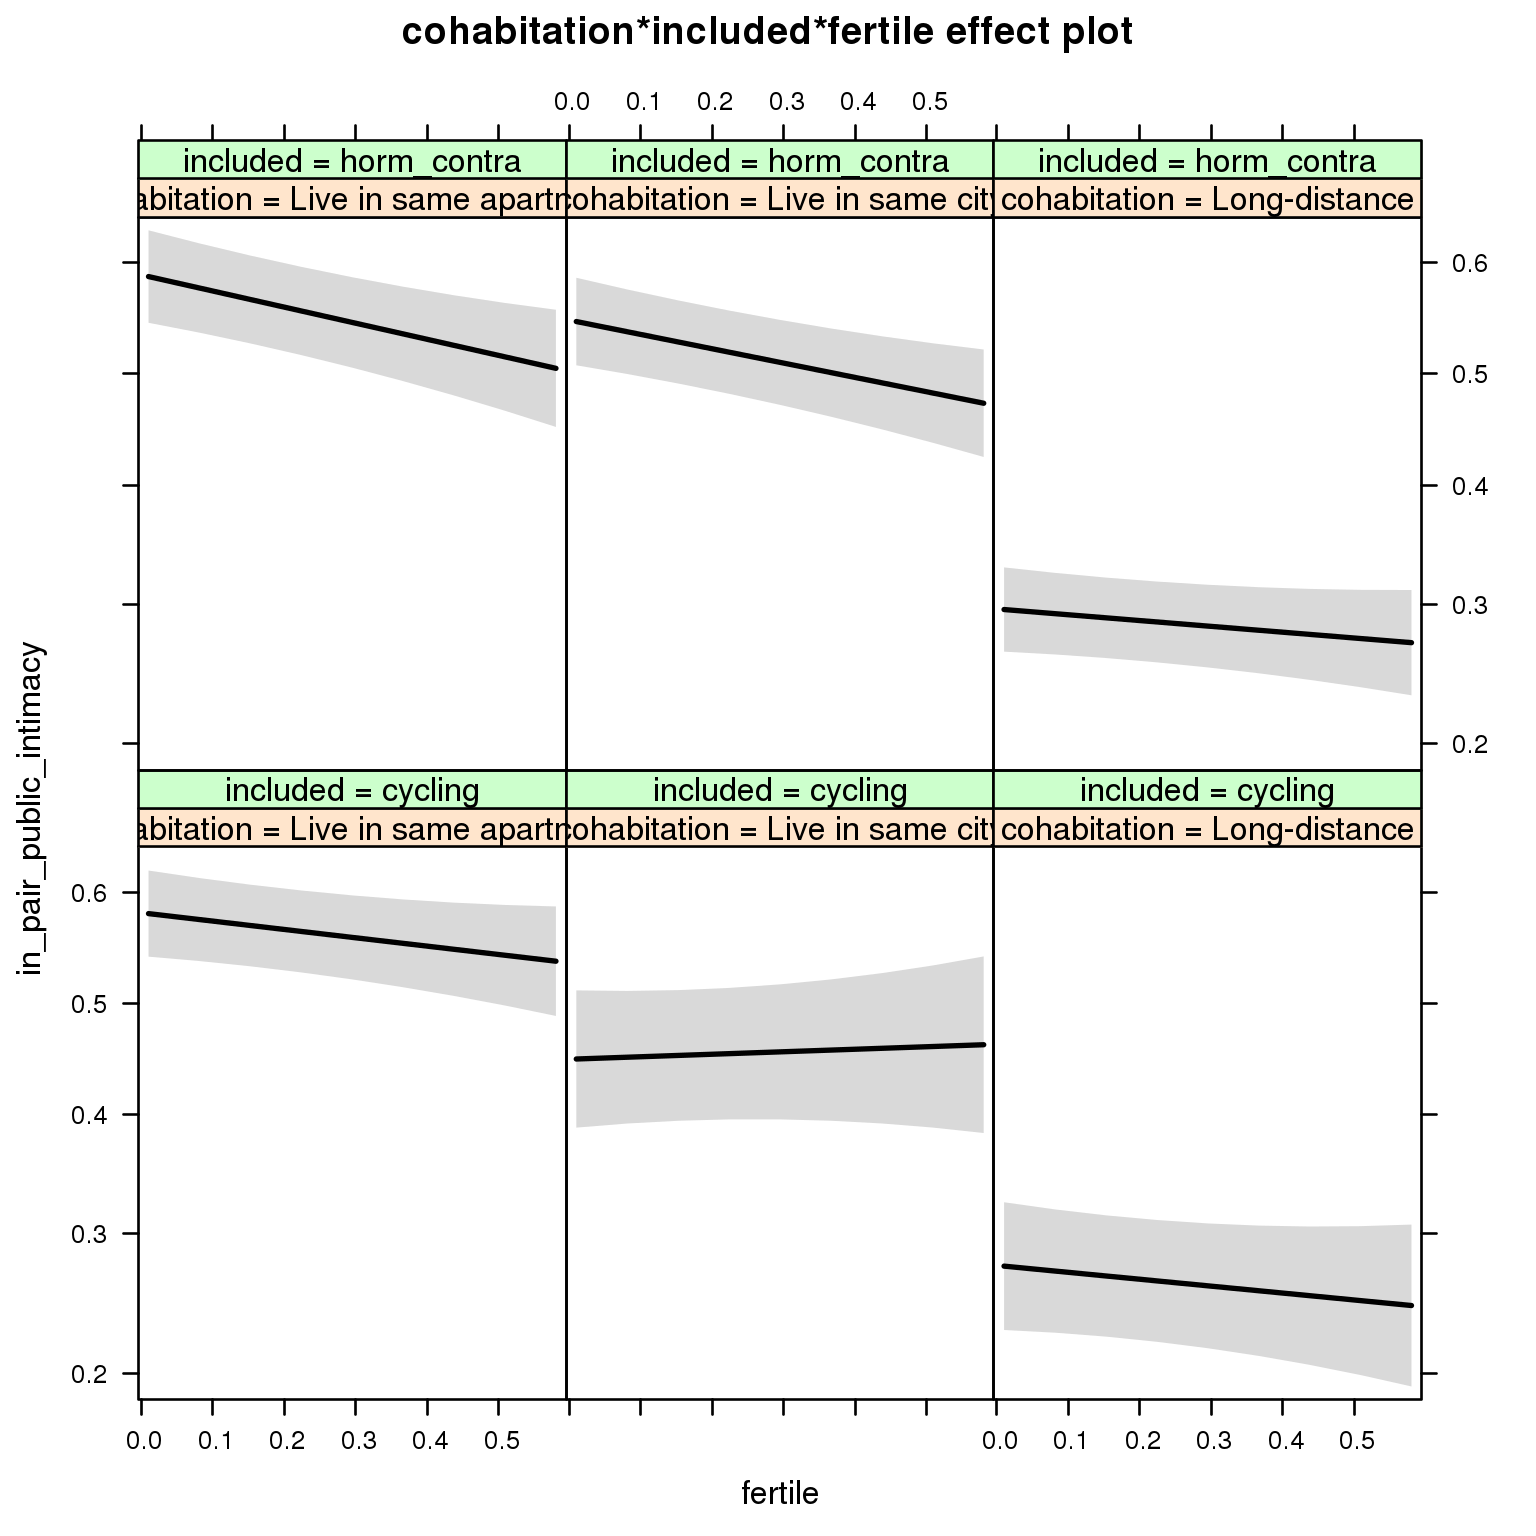 cohabitation*included*fertile effect plot
0.0 0.1 0.2 0.3 0.4 0.5
included = horm_contra included = horm_contra included = horm_contra
abitation = Live in same apartn cohabitation = Live in same city cohabitation = Long-distance
0.6
0.5
0.4
0.3
0.2
in_pair_public_intimacy
included = cycling included = cycling included = cycling
abitation = Live in same apartn cohabitation = Live in same city cohabitation = Long-distance
0.6
0.5
0.4
0.3
0.2
0.0 0.1 0.2 0.3 0.4 0.5 0.0 0.1 0.2 0.3 0.4 0.5
fertile